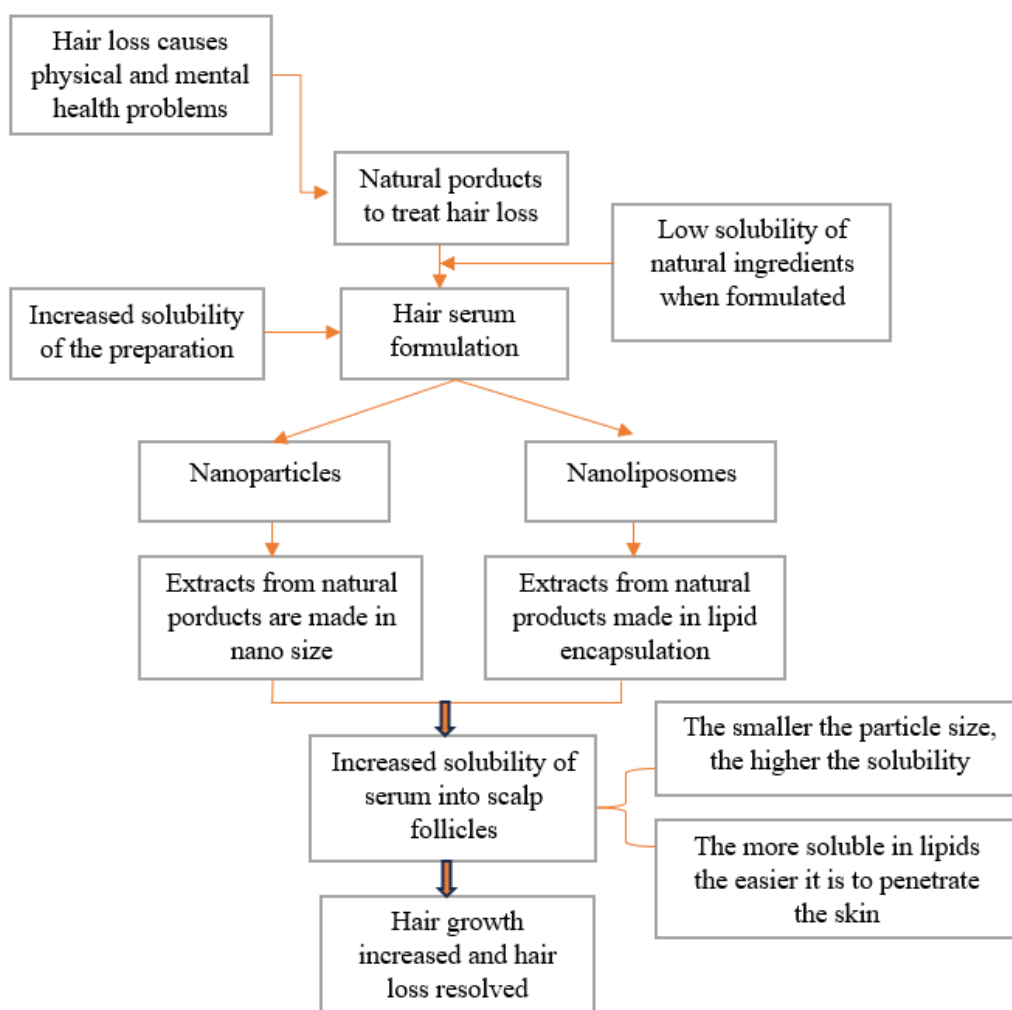 Hair loss causes
physical and mental
health problems
Natural porducts
to treat hair loss
Low solubility of
natural ingredients
when formulated
Increased solubility
of the preparation
Hair serum
formulation
Nanoparticles
Nanoliposomes
Extracts from natural
porducts are made in
nano size
Extracts from natural
products made in lipid
encapsulation
Increased solubility of
serum into scalp
follicles
The smaller the particle size,
the higher the solubility
The more soluble in lipids
the easier it is to penetrate
the skin
Hair growth
increased and hair
loss resolved